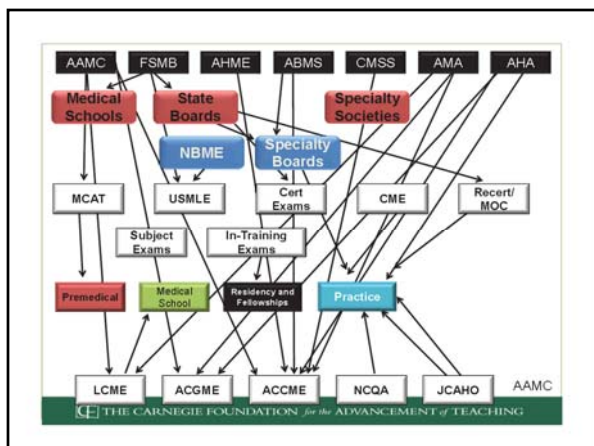 AAMC FSMB AHME ABMS CMSS AMA AHA
Medical
Schools
State
Boards
Specialty
Societies
NBME
Specialty
Boards
MCAT
USMLE
Cert
Exams
CME
Recert/
MOC
Subject
Exams
In-Training
Exams
Premedical
Medical
School
Residency and
Fellowships
Practice
LCME
ACGME
ACCME
NCQA
JCAHO
AAMC
CF THE CARNEGIE FOUNDATION for the ADVANCEMENT of TEACHING